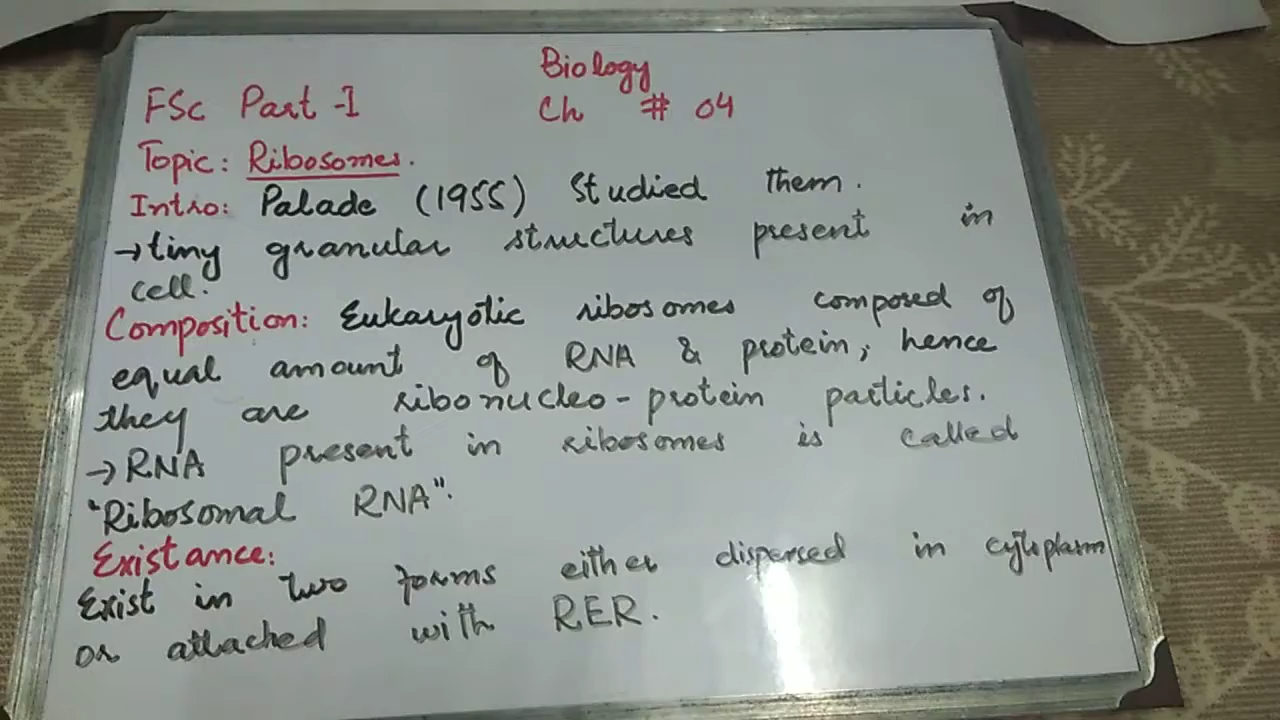 Biology
FSc Part-I Ch # 04
Topic: Ribosomes.
Intro: Palade (1955) Studied them.
→tiny granular structures present in
cell.
Composition: Eukaryotic ribosomes composed of
equal amount of RNA & protein, hence
they are ribonucleo-protein particles.
→RNA present in ribosomes is called
"Ribosomal RNA".
Existance:
Exist in two forms either dispersed in cytoplasm
or attached with RER.